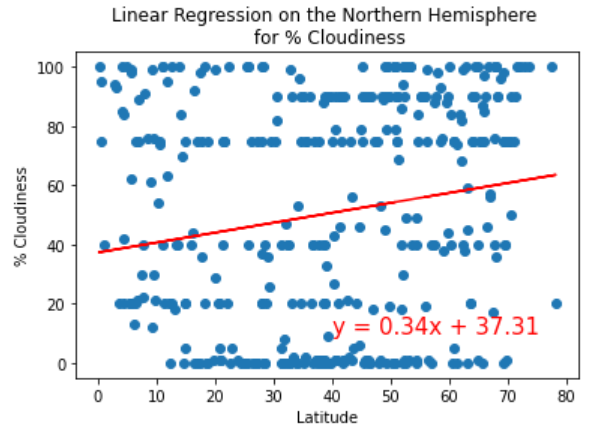 Linear Regression on the Northern Hemisphere
for % Cloudiness
100
80
60
40
20
0
% Cloudiness
y = 0.34x + 37.31
0 10 20 30 40 50 60 70 80
Latitude